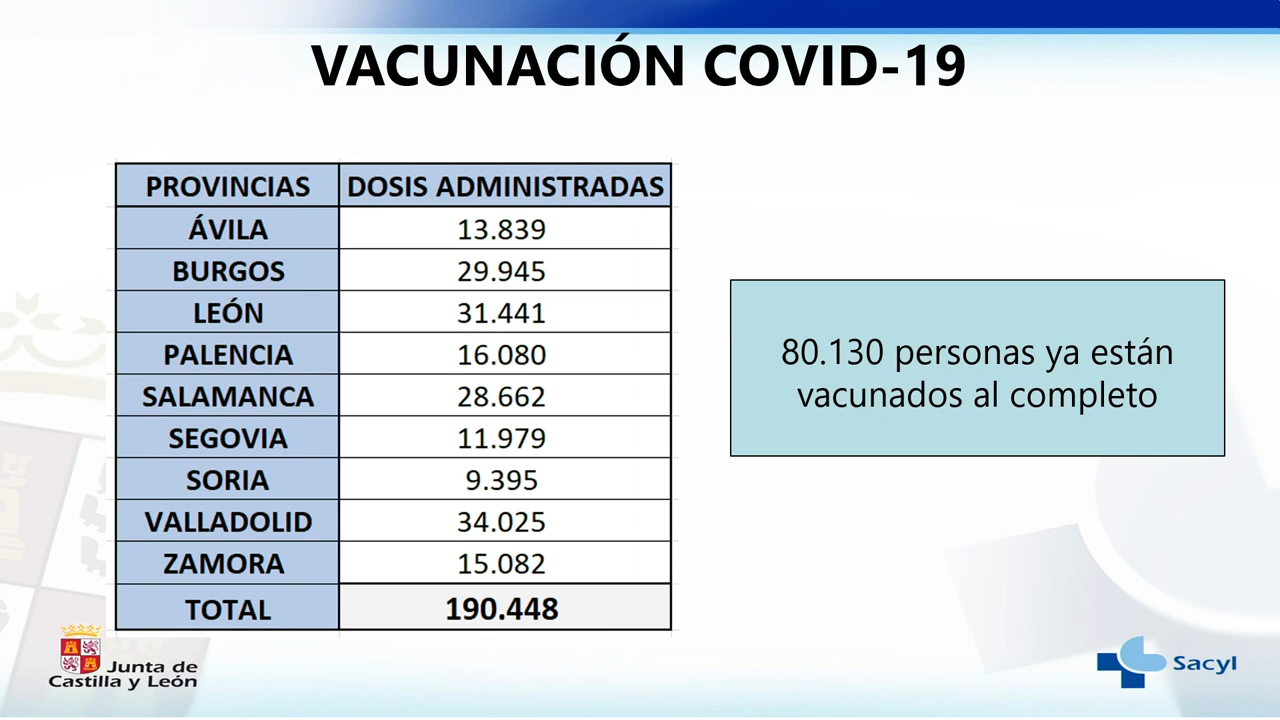 VACUNACIÓN COVID-19
PROVINCIAS DOSIS ADMINISTRADAS
ÁVILA 13.839
BURGOS 29.945
LEÓN 31.441
PALENCIA 16.080
SALAMANCA 28.662
SEGOVIA 11.979
SORIA 9.395
VALLADOLID 34.025
ZAMORA 15.082
TOTAL 190.448
80.130 personas ya están
vacunados al completo
Junta de
Castilla y León
Sacyl